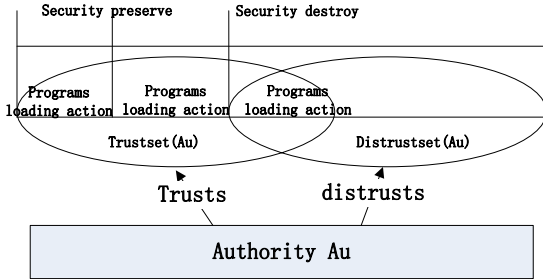 Security preserve
Security destroy
Programs
loading action
Programs
loading action
Programs
loading action
Trustset(Au)
Distrustset(Au)
Trusts
distrusts
Authority Au